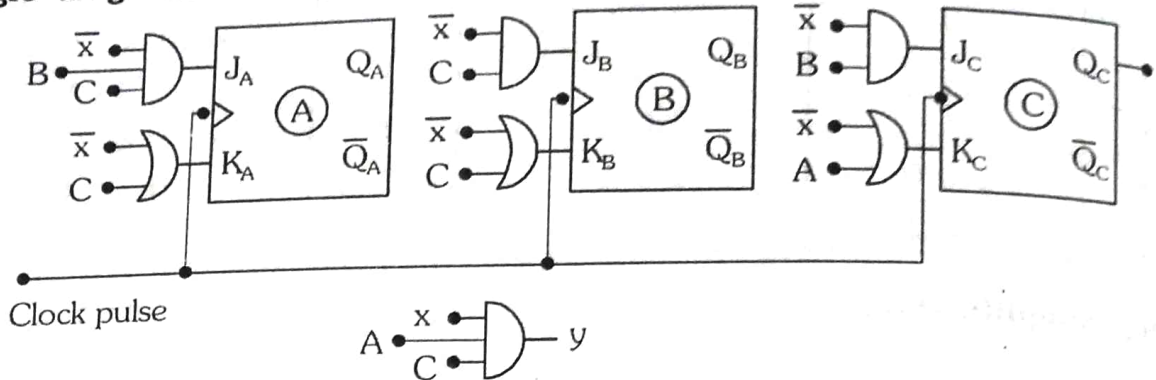 x̅
B
C
x̅
C
J_A
Q_A
A
K_A
Q̅_A
x̅
C
x̅
C
J_B
Q_B
B
K_B
Q̅_B
x̅
B
x̅
A
J_C
Q_C
C
K_C
Q̅_C
Clock pulse
x
A
C
y